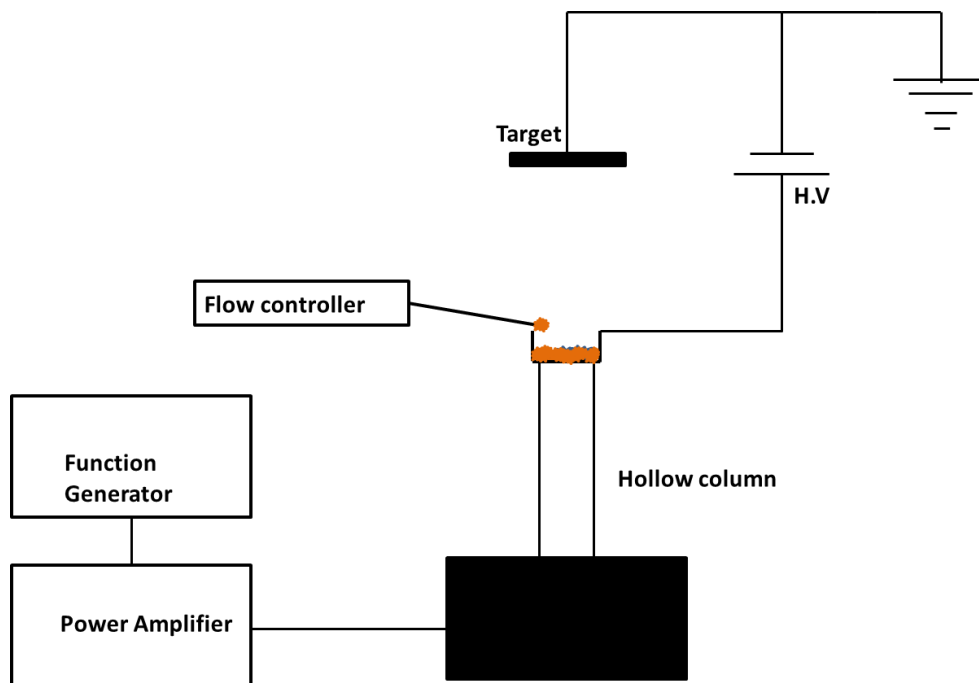 Target
H.V
Flow controller
Function
Generator
Hollow column
Power Amplifier